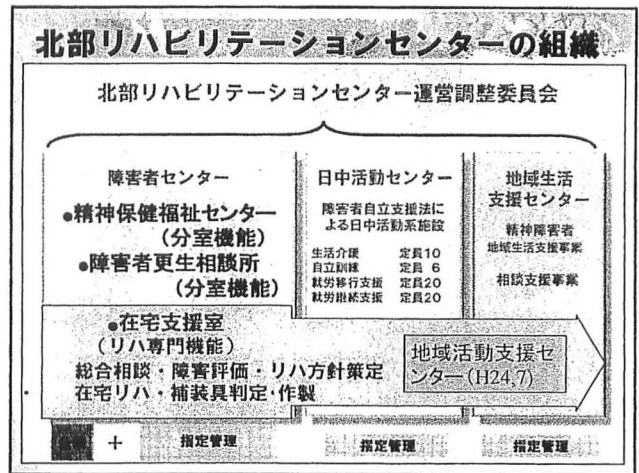 北部リハビリテーションセンターの組織
北部リハビリテーションセンター運営調整委員会
障害者センター
●精神保健福祉センター
(分室機能)
●障害者更生相談所
(分室機能)
●在宅支援室
(リハ専門機能)
総合相談・障害評価・リハ方針策定
在宅リハ・補装具判定・作製
日中活動センター
障害者自立支援法に
よる日中活動系施設
生活介護 定員10
自立訓練 定員 6
就労移行支援 定員20
就労継続支援 定員20
地域生活
支援センター
精神障害者
地域生活支援事業
相談支援事業
地域活動支援セ
ンター(H24,7)
+ 指定管理
指定管理
指定管理